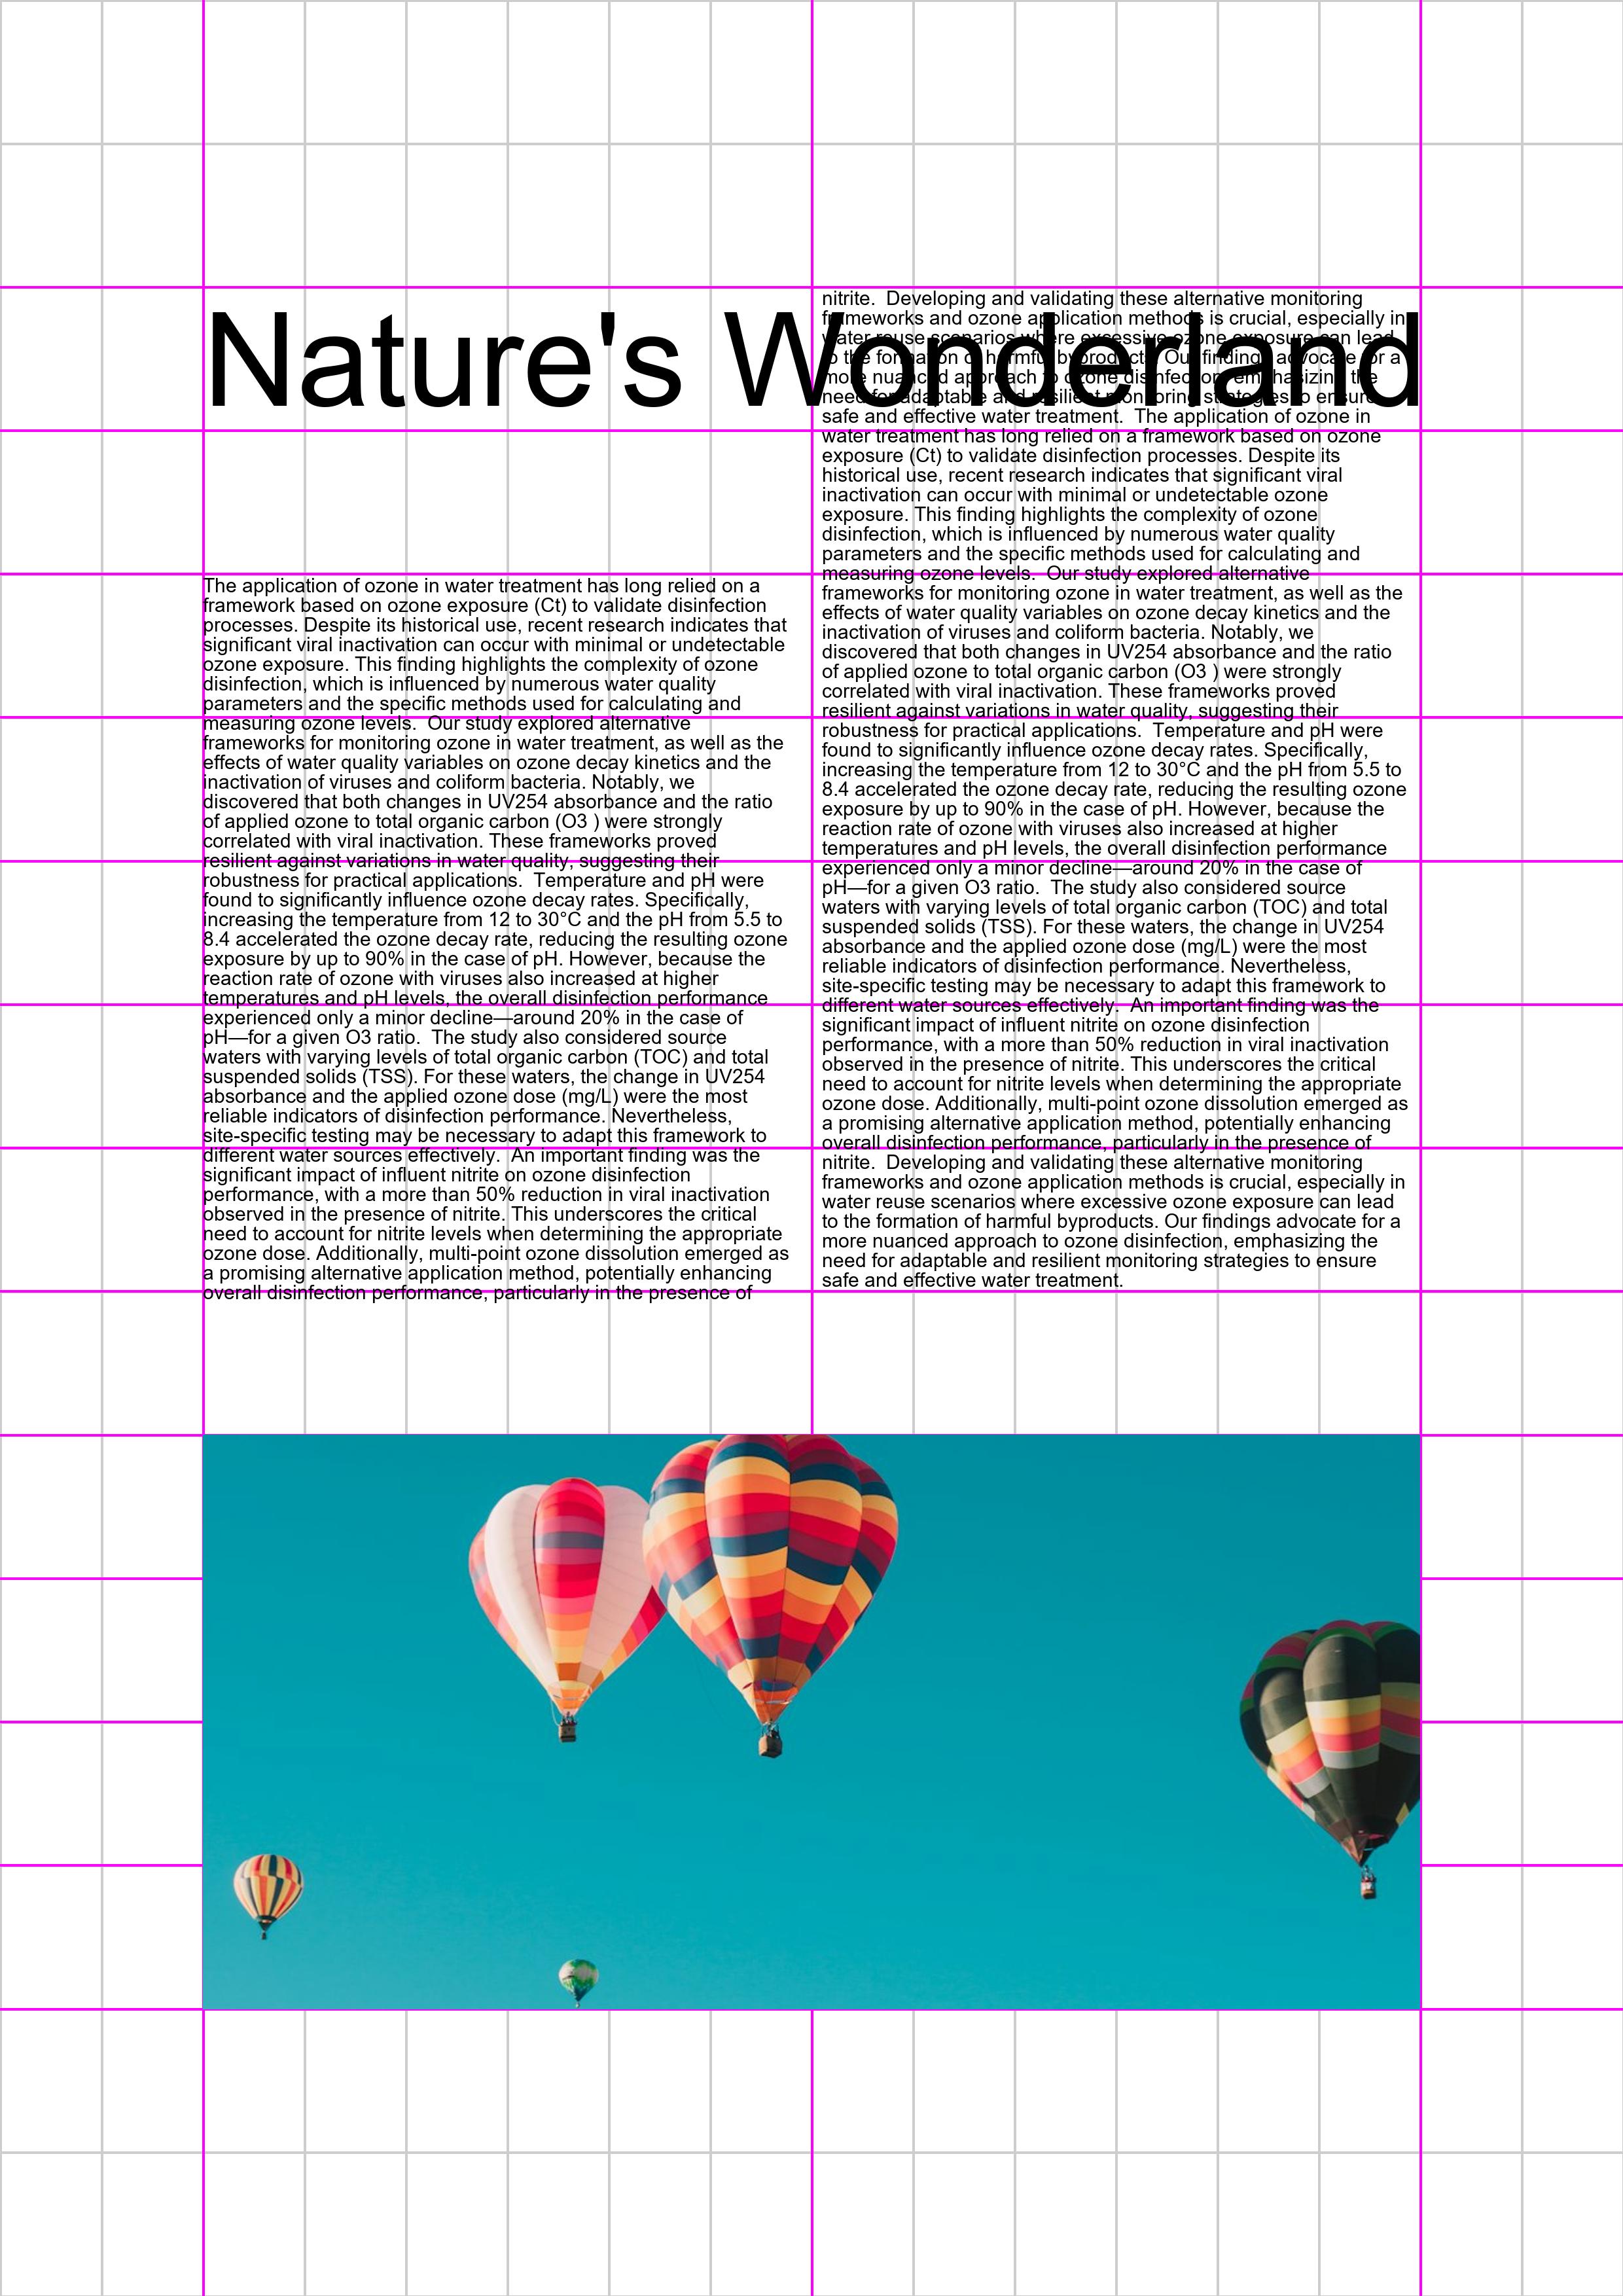 Nature's Wonderland
The application of ozone in water treatment has long relied on a
framework based on ozone exposure (Ct) to validate disinfection
processes. Despite its historical use, recent research indicates that
significant viral inactivation can occur with minimal or undetectable
ozone exposure. This finding highlights the complexity of ozone
disinfection, which is influenced by numerous water quality
parameters and the specific methods used for calculating and
measuring ozone levels.  Our study explored alternative
frameworks for monitoring ozone in water treatment, as well as the
effects of water quality variables on ozone decay kinetics and the
inactivation of viruses and coliform bacteria. Notably, we
discovered that both changes in UV254 absorbance and the ratio
of applied ozone to total organic carbon (O3 ) were strongly
correlated with viral inactivation. These frameworks proved
resilient against variations in water quality, suggesting their
robustness for practical applications.  Temperature and pH were
found to significantly influence ozone decay rates. Specifically,
increasing the temperature from 12 to 30°C and the pH from 5.5 to
8.4 accelerated the ozone decay rate, reducing the resulting ozone
exposure by up to 90% in the case of pH. However, because the
reaction rate of ozone with viruses also increased at higher
temperatures and pH levels, the overall disinfection performance
experienced only a minor decline—around 20% in the case of
pH—for a given O3 ratio.  The study also considered source
waters with varying levels of total organic carbon (TOC) and total
suspended solids (TSS). For these waters, the change in UV254
absorbance and the applied ozone dose (mg/L) were the most
reliable indicators of disinfection performance. Nevertheless,
site-specific testing may be necessary to adapt this framework to
different water sources effectively.  An important finding was the
significant impact of influent nitrite on ozone disinfection
performance, with a more than 50% reduction in viral inactivation
observed in the presence of nitrite. This underscores the critical
need to account for nitrite levels when determining the appropriate
ozone dose. Additionally, multi-point ozone dissolution emerged as
a promising alternative application method, potentially enhancing
overall disinfection performance, particularly in the presence of
nitrite.  Developing and validating these alternative monitoring
frameworks and ozone application methods is crucial, especially in
water reuse scenarios where excessive ozone exposure can lead
to the formation of harmful byproducts. Our findings advocate for a
more nuanced approach to ozone disinfection, emphasizing the
need for adaptable and resilient monitoring strategies to ensure
safe and effective water treatment.  The application of ozone in
water treatment has long relied on a framework based on ozone
exposure (Ct) to validate disinfection processes. Despite its
historical use, recent research indicates that significant viral
inactivation can occur with minimal or undetectable ozone
exposure. This finding highlights the complexity of ozone
disinfection, which is influenced by numerous water quality
parameters and the specific methods used for calculating and
measuring ozone levels.  Our study explored alternative
frameworks for monitoring ozone in water treatment, as well as the
effects of water quality variables on ozone decay kinetics and the
inactivation of viruses and coliform bacteria. Notably, we
discovered that both changes in UV254 absorbance and the ratio
of applied ozone to total organic carbon (O3 ) were strongly
correlated with viral inactivation. These frameworks proved
resilient against variations in water quality, suggesting their
robustness for practical applications.  Temperature and pH were
found to significantly influence ozone decay rates. Specifically,
increasing the temperature from 12 to 30°C and the pH from 5.5 to
8.4 accelerated the ozone decay rate, reducing the resulting ozone
exposure by up to 90% in the case of pH. However, because the
reaction rate of ozone with viruses also increased at higher
temperatures and pH levels, the overall disinfection performance
experienced only a minor decline—around 20% in the case of
pH—for a given O3 ratio.  The study also considered source
waters with varying levels of total organic carbon (TOC) and total
suspended solids (TSS). For these waters, the change in UV254
absorbance and the applied ozone dose (mg/L) were the most
reliable indicators of disinfection performance. Nevertheless,
site-specific testing may be necessary to adapt this framework to
different water sources effectively.  An important finding was the
significant impact of influent nitrite on ozone disinfection
performance, with a more than 50% reduction in viral inactivation
observed in the presence of nitrite. This underscores the critical
need to account for nitrite levels when determining the appropriate
ozone dose. Additionally, multi-point ozone dissolution emerged as
a promising alternative application method, potentially enhancing
overall disinfection performance, particularly in the presence of
nitrite.  Developing and validating these alternative monitoring
frameworks and ozone application methods is crucial, especially in
water reuse scenarios where excessive ozone exposure can lead
to the formation of harmful byproducts. Our findings advocate for a
more nuanced approach to ozone disinfection, emphasizing the
need for adaptable and resilient monitoring strategies to ensure
safe and effective water treatment.